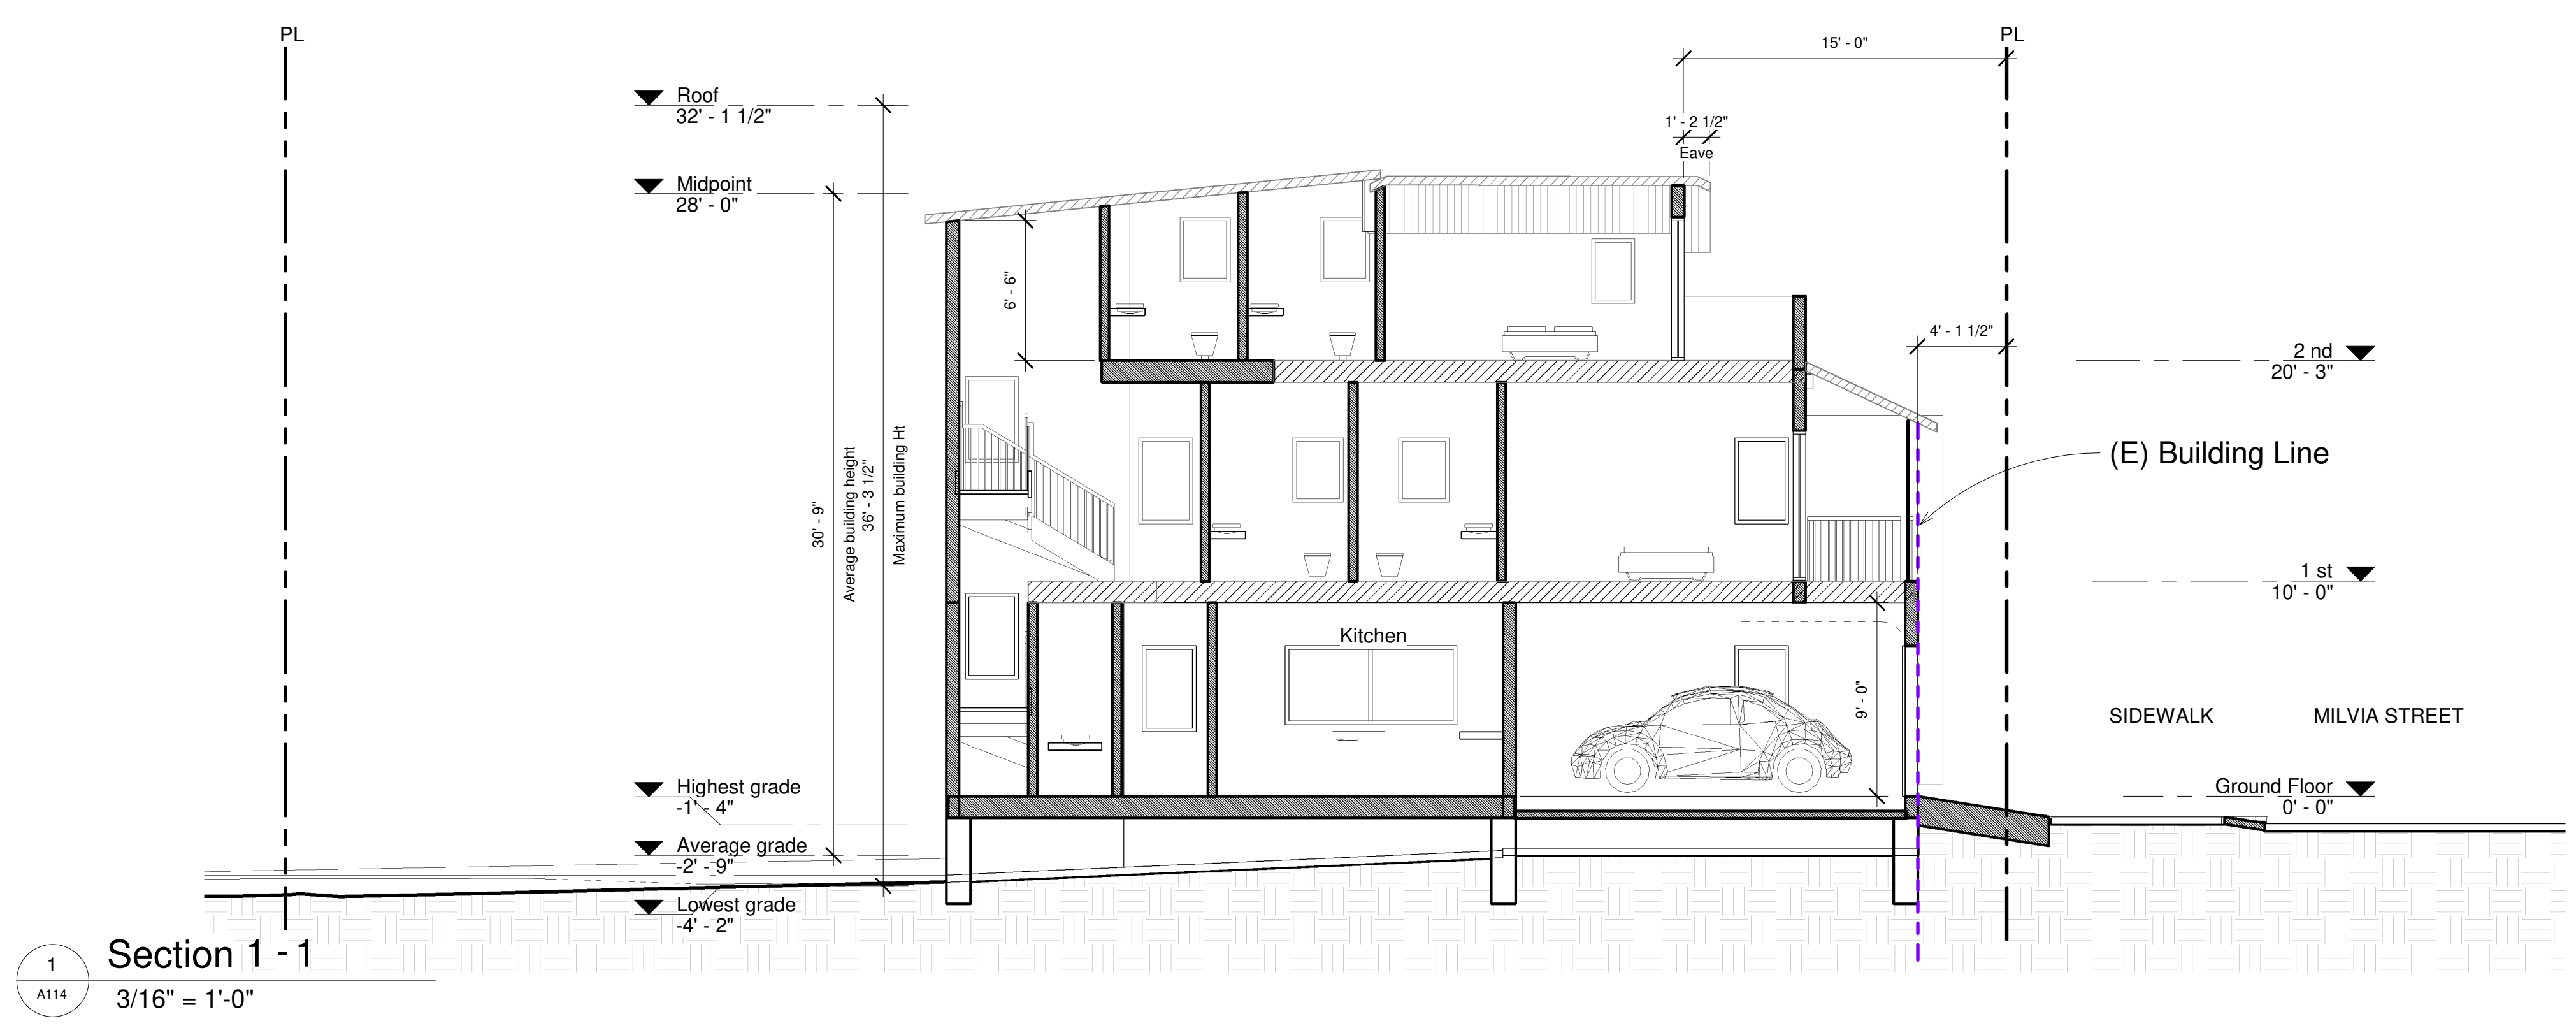 PL
PL
15' - 0"
Roof
32' - 1 1/2"
1' - 2 1/2"
Eave
Midpoint
28' - 0"
6' - 6"
4' - 1 1/2"
2 nd
20' - 3"
(E) Building Line
30' - 9"
Average building height
36' - 3 1/2"
Maximum building Ht
1 st
10' - 0"
Kitchen
9' - 0"
SIDEWALK
MILVIA STREET
Highest grade
-1' - 4"
Ground Floor
0' - 0"
Average grade
-2' - 9"
Lowest grade
-4' - 2"
1
A114
Section 1 - 1
3/16" = 1'-0"